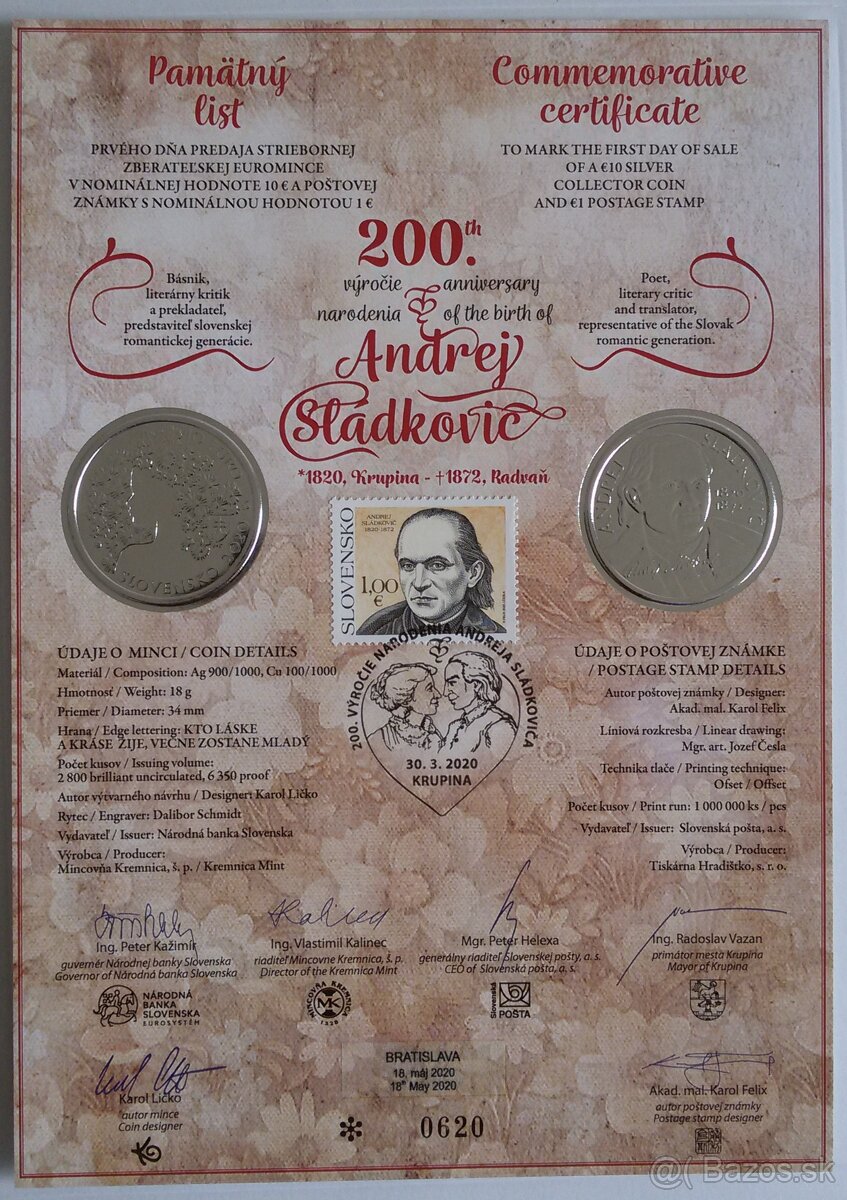 Pamätný
list
PRVÉHO DŇA PREDAJA STRIEBORNEJ
ZBERATEĽSKEJ EUROMINCE
V NOMINÁLNEJ HODNOTE 10 € A POŠTOVEJ
ZNÁMKY S NOMINÁLNOU HODNOTOU 1 €
Commemorative
certificate
TO MARK THE FIRST DAY OF SALE
OF A €10 SILVER
COLLECTOR COIN
AND €1 POSTAGE STAMP
200.th
výročie anniversary
narodenia of the birth of
Andrej
Sládkovič
*1820, Krupina - †1872, Radvaň
Básnik,
literárny kritik
a prekladateľ,
predstaviteľ slovenskej
romantickej generácie.
Poet,
literary critic
and translator,
representative of the Slovak
romantic generation.
SLOVENSKO
ANDREJ SLÁDKOVIČ
SLOVENSKO
ANDREJ
SLÁDKOVIČ
1820-1872
1,00
€
200. VÝROČIE NARODENIA ANDREJA SLÁDKOVIČA
30. 3. 2020
KRUPINA
ÚDAJE O MINCI / COIN DETAILS
Materiál / Composition: Ag 900/1000, Cu 100/1000
Hmotnosť / Weight: 18 g
Priemer / Diameter: 34 mm
Hrana / Edge lettering: KTO LÁSKE
A KRÁSE ŽIJE, VEČNE ZOSTANE MLADÝ
Počet kusov / Issuing volume:
2 800 brilliant uncirculated, 6 350 proof
Autor výtvarného návrhu / Designer: Karol Ličko
Rytec / Engraver: Dalibor Schmidt
Vydavateľ / Issuer: Národná banka Slovenska
Výrobca / Producer:
Mincovňa Kremnica, š. p. / Kremnica Mint
ÚDAJE O POŠTOVEJ ZNÁMKE
/ POSTAGE STAMP DETAILS
Autor poštovej známky / Designer:
Akad. mal. Karol Felix
Líniová rozkresba / Linear drawing:
Mgr. art. Jozef Česla
Technika tlače / Printing technique:
Ofset / Offset
Počet kusov / Print run: 1 000 000 ks / pcs
Vydavateľ / Issuer: Slovenská pošta, a. s.
Výrobca / Producer:
Tiskárna Hradištko, s. r. o.
Ing. Peter Kažimír
guvernér Národnej banky Slovenska
Governor of Národná banka Slovenska
NÁRODNÁ
BANKA
SLOVENSKA
EUROSYSTÉM
Ing. Vlastimil Kalinec
riaditeľ Mincovne Kremnica, š. p.
Director of the Kremnica Mint
MINCOVŇA KREMNICA
MK
1328
Mgr. Peter Helexa
generálny riaditeľ Slovenskej pošty, a. s.
CEO of Slovenská pošta, a. s.
Slovenská
POŠTA
Ing. Radoslav Vazan
primátor mesta Krupina
Mayor of Krupina
Karol Ličko
autor mince
Coin designer
BRATISLAVA
18. máj 2020
18th May 2020
* 0620
Akad. mal. Karol Felix
autor poštovej známky
Postage stamp designer
@( Bazos.sk